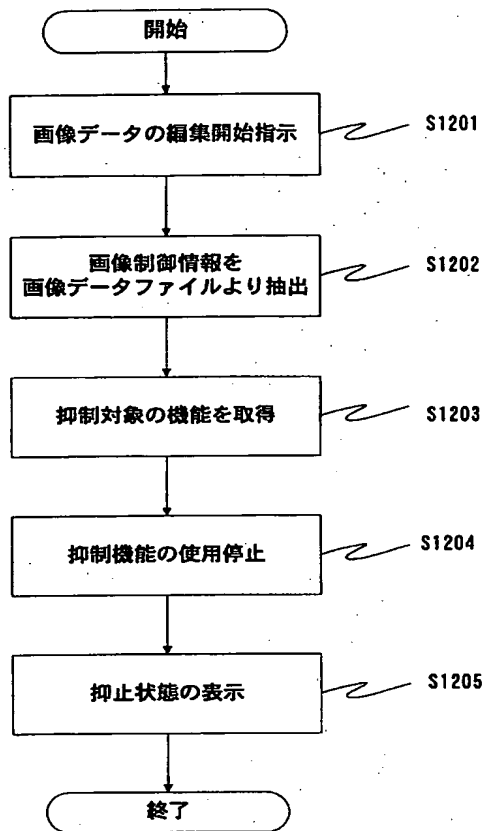 開始
画像データの編集開始指示
S1201
画像制御情報を
画像データファイルより抽出
S1202
抑制対象の機能を取得
S1203
抑制機能の使用停止
S1204
抑止状態の表示
S1205
終了